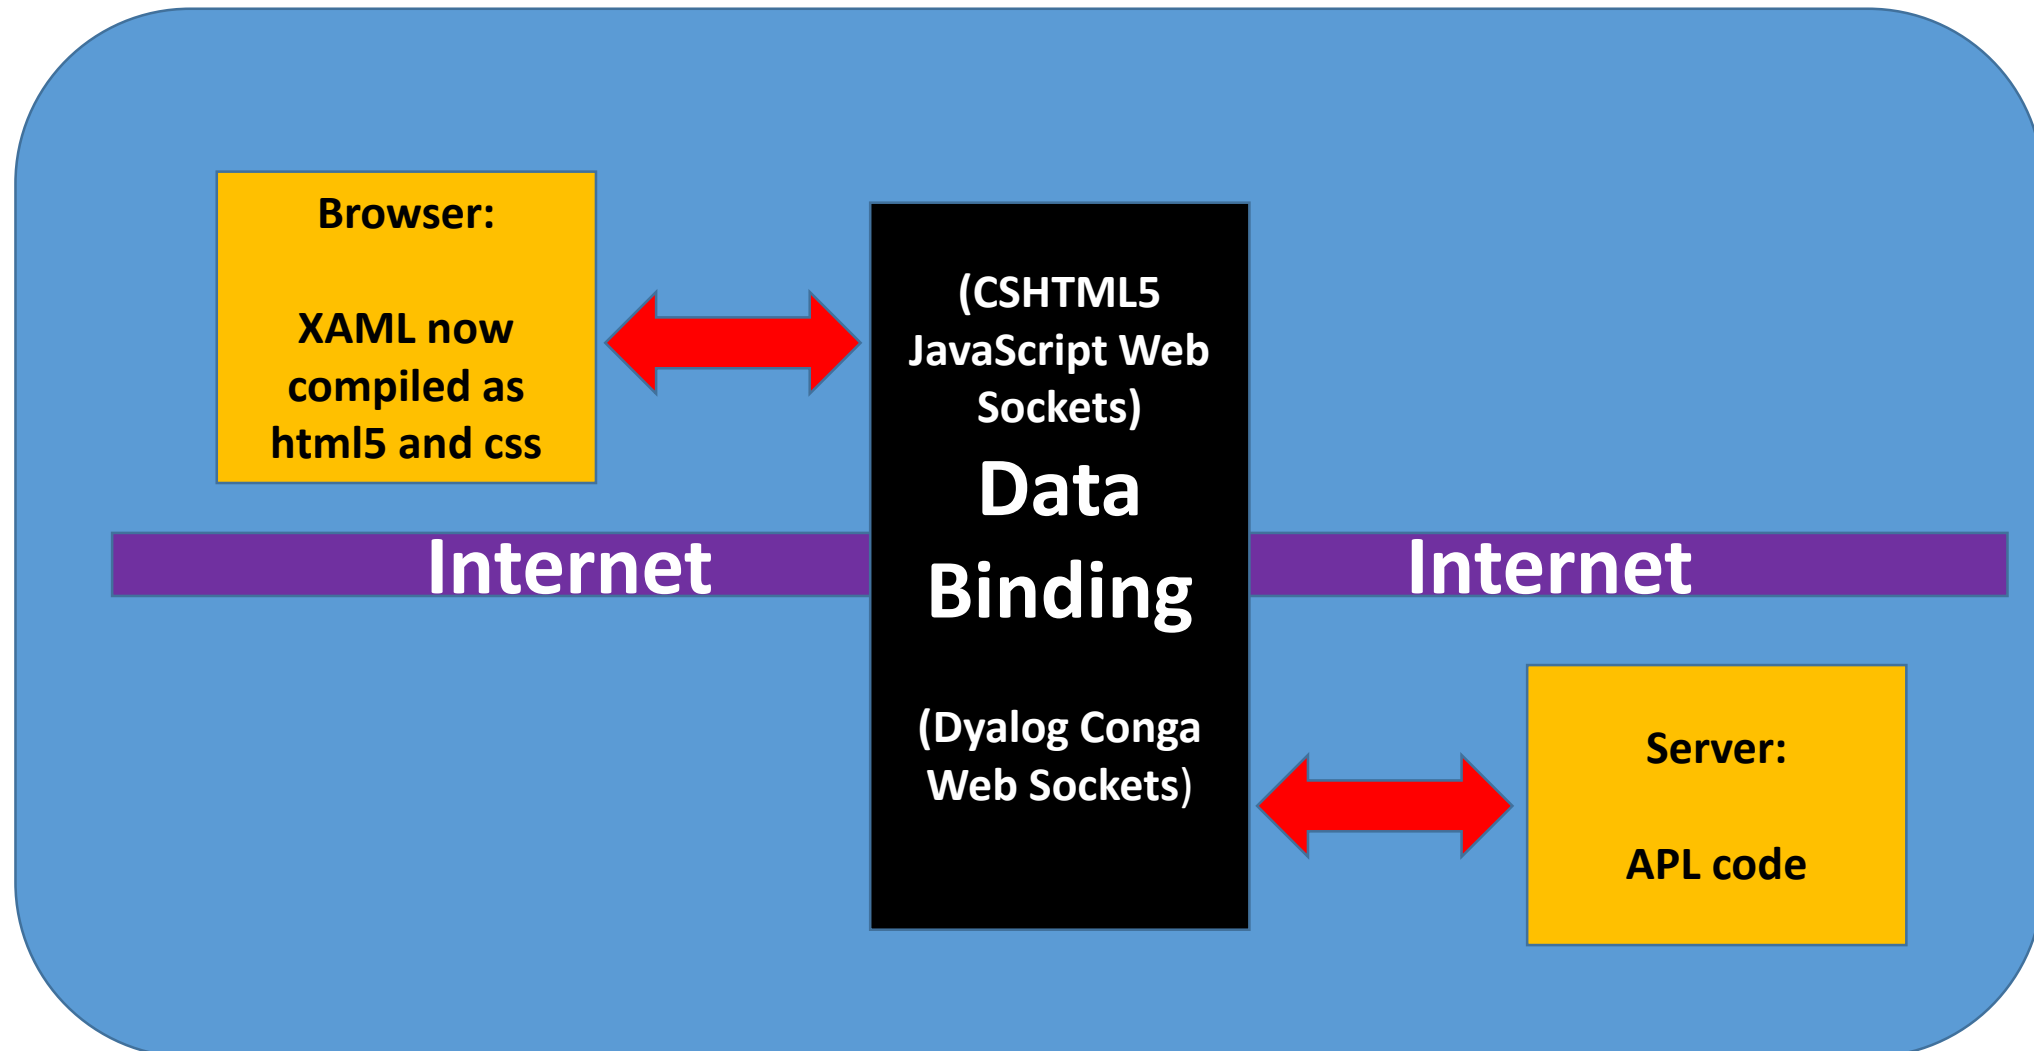 Browser:
XAML now
compiled as
html5 and css
(CSHTML5
JavaScript Web
Sockets)
Data
Binding
(Dyalog Conga
Web Sockets)
Internet
Internet
Server:
APL code